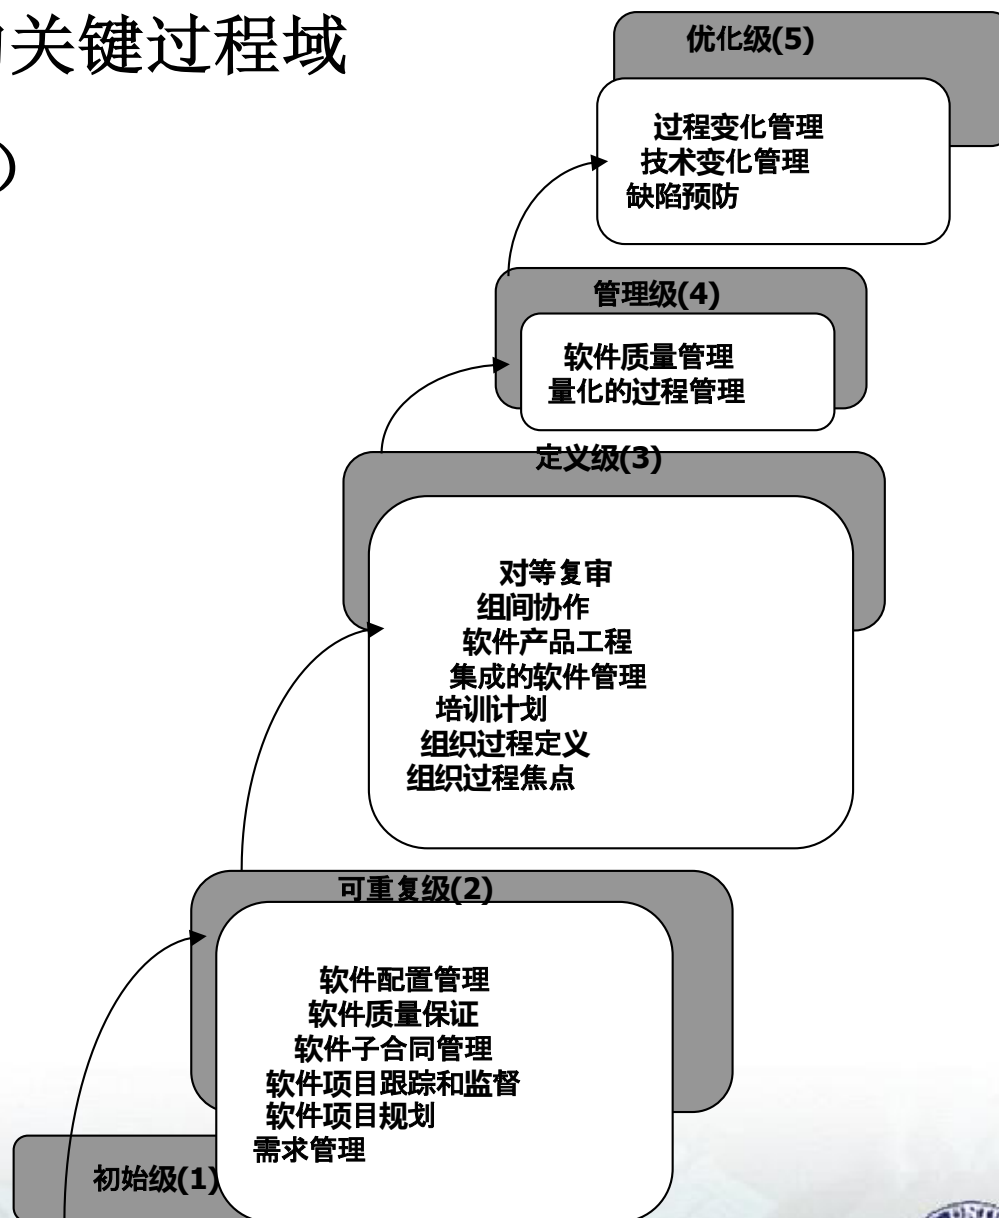 关键过程域
)
优化级(5)
过程变化管理
技术变化管理
缺陷预防
管理级(4)
软件质量管理
量化的过程管理
定义级(3)
对等复审
组间协作
软件产品工程
集成的软件管理
培训计划
组织过程定义
组织过程焦点
可重复级(2)
软件配置管理
软件质量保证
软件子合同管理
软件项目跟踪和监督
软件项目规划
需求管理
初始级(1)